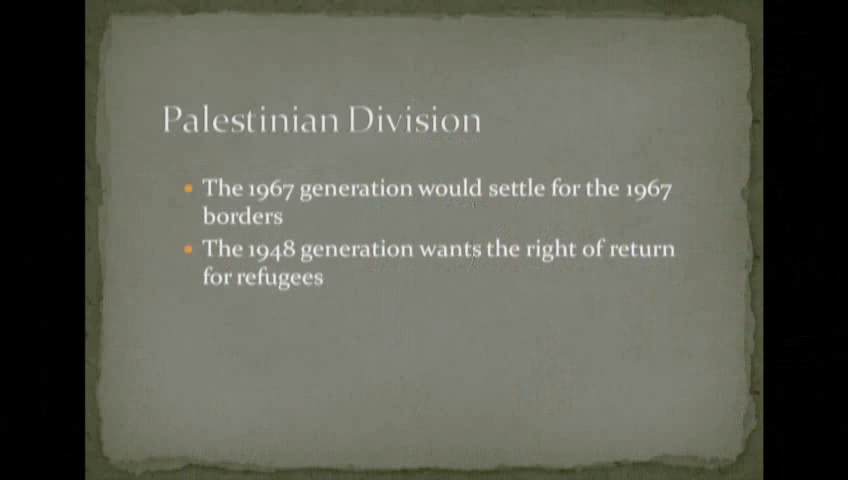 Palestinian Division
• The 1967 generation would settle for the 1967
borders
• The 1948 generation wants the right of return
for refugees